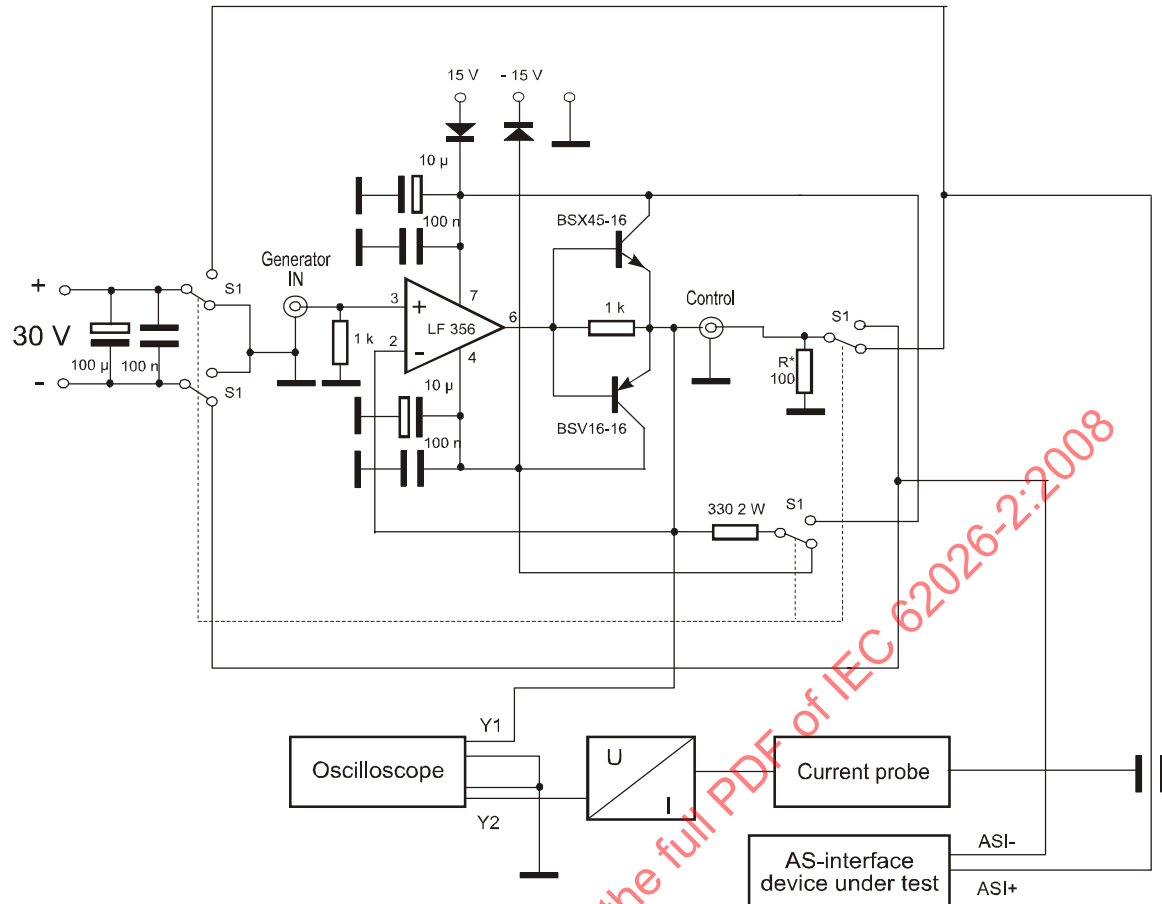 15 V
- 15 V
10 µ
100 n
BSX45-16
Generator
IN
S1
+
30 V
-
100 µ
100 n
S1
3
+
7
LF 356
6
2
-
4
1 k
1 k
Control
S1
R*
100
10 µ
100 n
BSV16-16
330 2 W
S1
Y1
Oscilloscope
Y2
U
I
Current probe
AS-interface
device under test
ASI-
ASI+
the full PDF of IEC 62026-2:2008